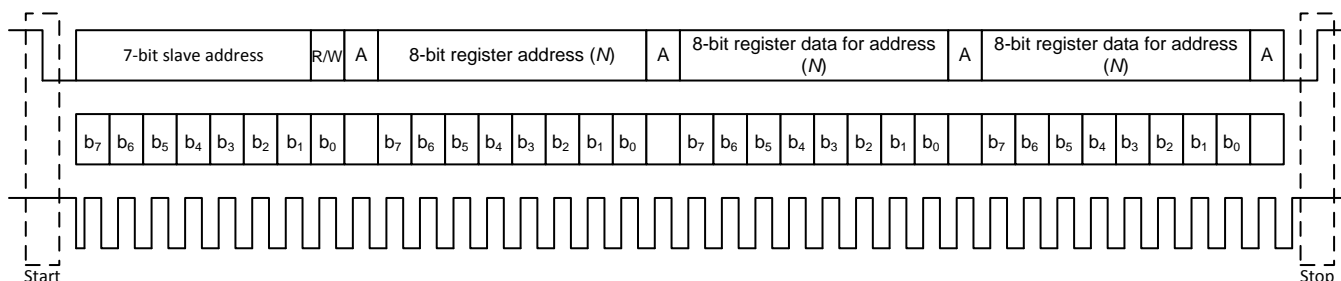 7-bit slave address R/W A 8-bit register address (N) A 8-bit register data for address (N) A 8-bit register data for address (N) A
b7 b6 b5 b4 b3 b2 b1 b0 b7 b6 b5 b4 b3 b2 b1 b0 b7 b6 b5 b4 b3 b2 b1 b0 b7 b6 b5 b4 b3 b2 b1 b0
Start Stop